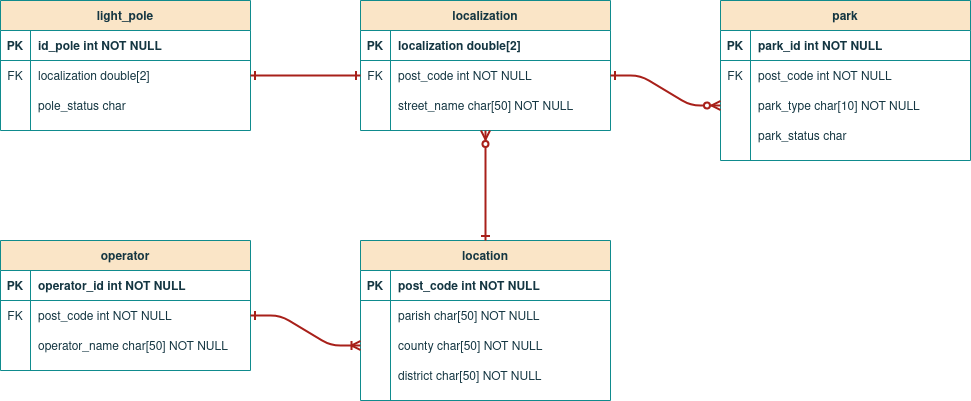 light_pole
PK id_pole int NOT NULL
FK localization double[2]
pole_status char
localization
PK localization double[2]
FK post_code int NOT NULL
street_name char[50] NOT NULL
park
PK park_id int NOT NULL
FK post_code int NOT NULL
park_type char[10] NOT NULL
park_status char
operator
PK operator_id int NOT NULL
FK post_code int NOT NULL
operator_name char[50] NOT NULL
location
PK post_code int NOT NULL
parish char[50] NOT NULL
county char[50] NOT NULL
district char[50] NOT NULL